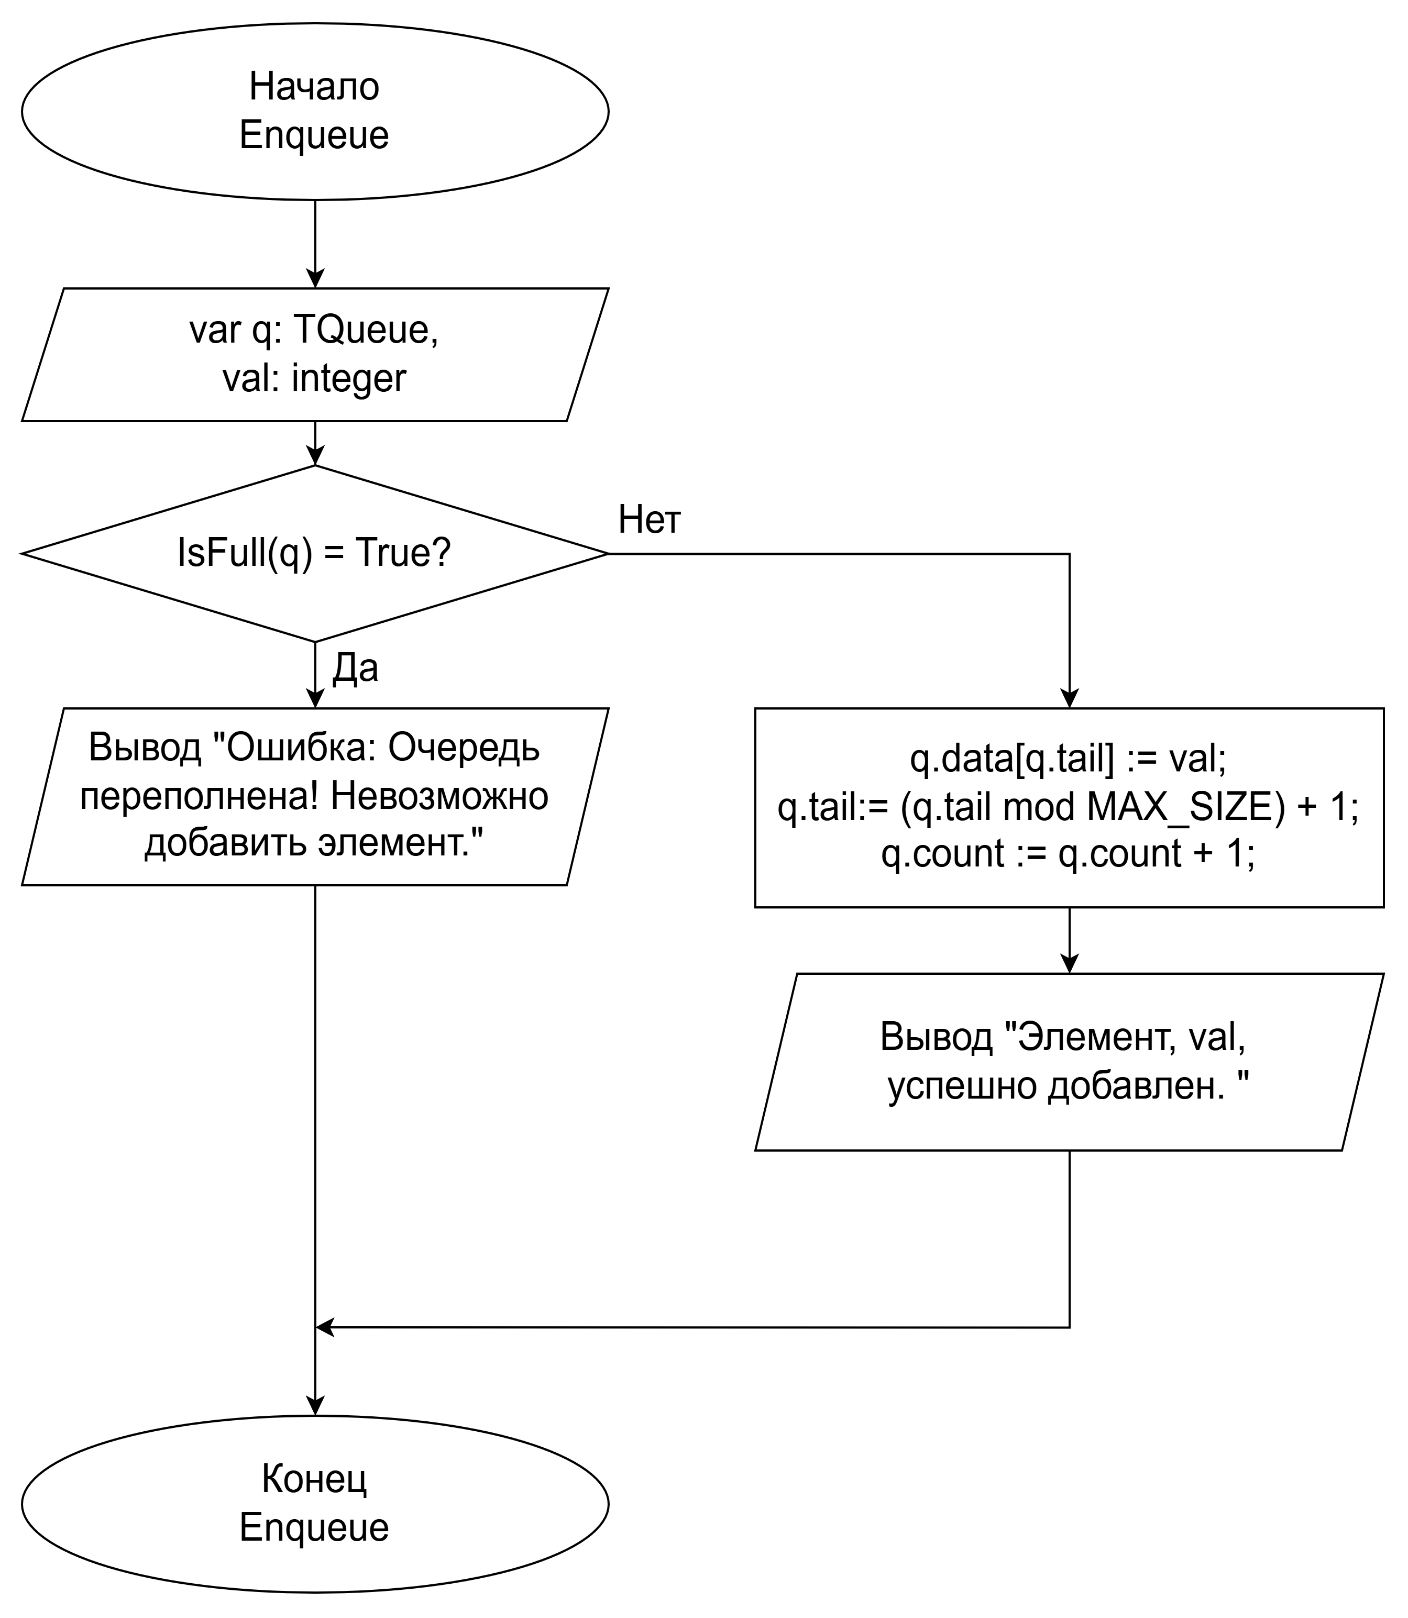 Начало
Enqueue
var q: TQueue,
val: integer
IsFull(q) = True?
Нет
Да
Вывод "Ошибка: Очередь
переполнена! Невозможно
добавить элемент."
q.data[q.tail] := val;
q.tail:= (q.tail mod MAX_SIZE) + 1;
q.count := q.count + 1;
Вывод "Элемент, val,
успешно добавлен. "
Конец
Enqueue